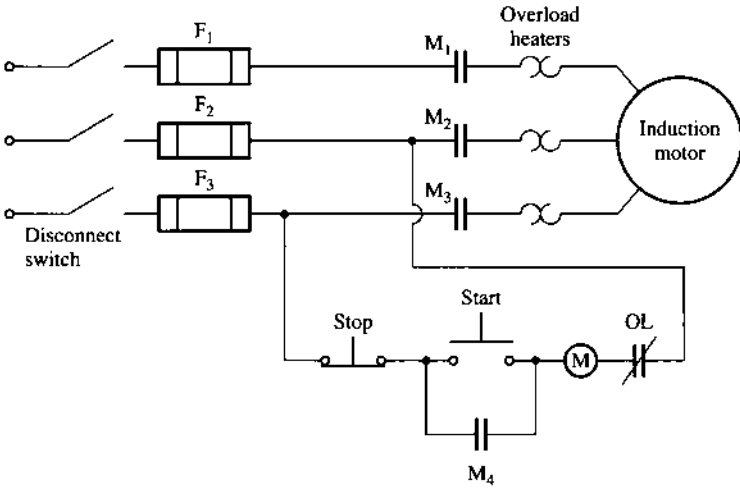 Overload
heaters
F1
M1
F2
M2
Induction
motor
F3
M3
Disconnect
switch
Start
Stop
OL
M
M4